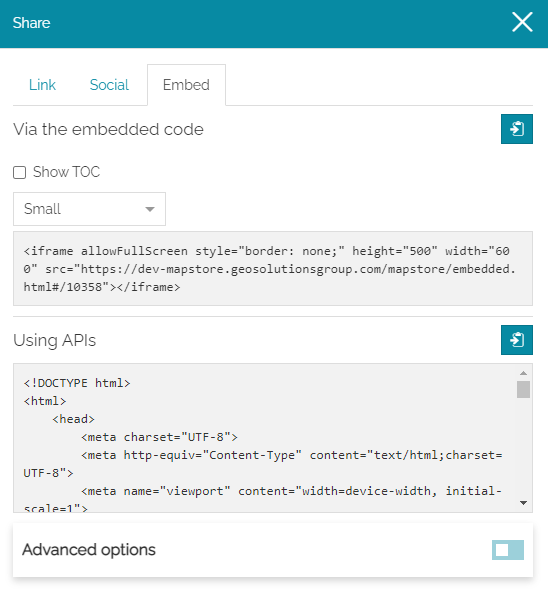 Share
Link Social Embed
Via the embedded code
Show TOC
Small
<iframe allowFullScreen style="border: none;" height="500" width="60
0" src="https://dev-mapstore.geosolutionsgroup.com/mapstore/embedded.
html#/10358"></iframe>
Using APIs
<!DOCTYPE html>
<html>
<head>
<meta charset="UTF-8">
<meta http-equiv="Content-Type" content="text/html;charset=
UTF-8">
<meta name="viewport" content="width=device-width, initial-
scale=1">
Advanced options